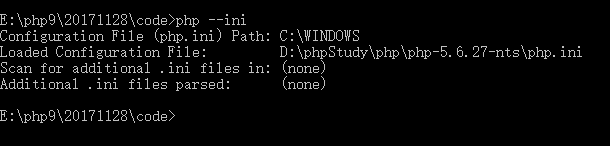 E:\php9\20171128\code>php --ini
Configuration File (php.ini) Path: C:\WINDOWS
Loaded Configuration File:         D:\phpStudy\php\php-5.6.27-nts\php.ini
Scan for additional .ini files in: (none)
Additional .ini files parsed:      (none)
E:\php9\20171128\code>